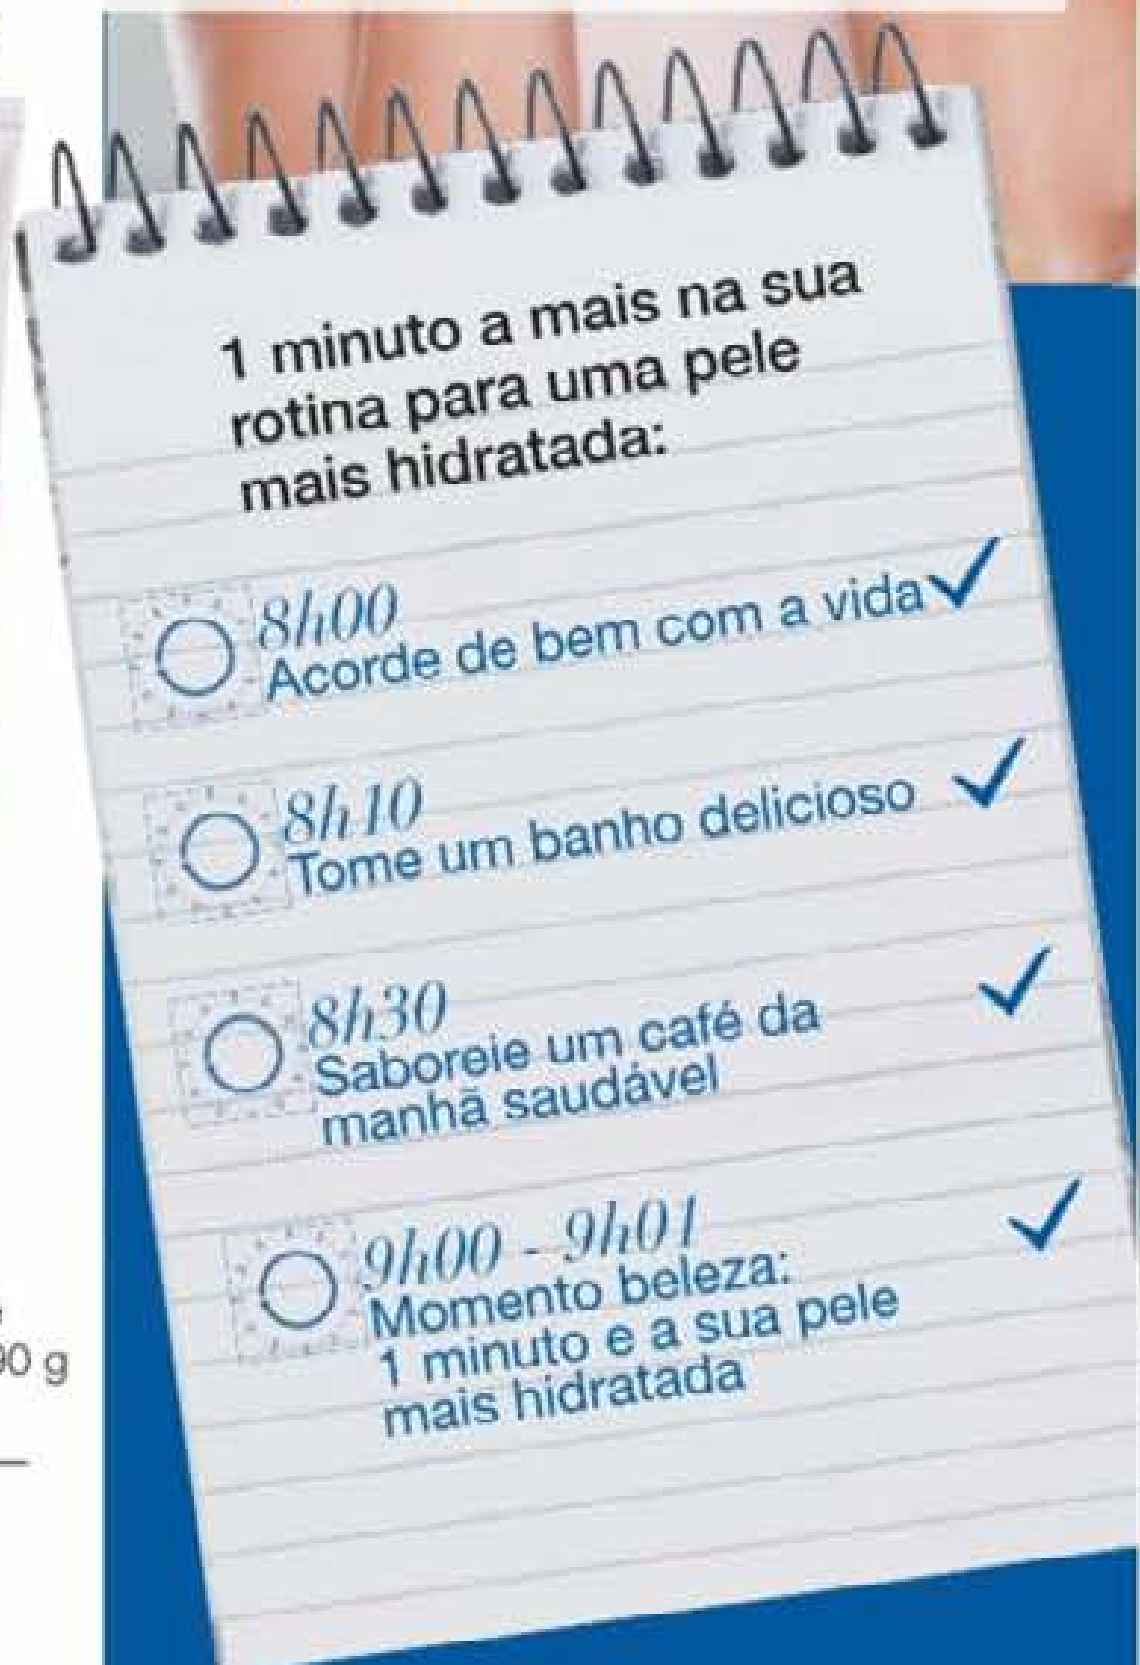 1 minuto a mais na sua
rotina para uma pele
mais hidratada:
8h00
Acorde de bem com a vida
8h10
Tome um banho delicioso
8h30
Saboreie um café da
manhã saudável
9h00 - 9h01
Momento beleza:
1 minuto e a sua pele
mais hidratada
g